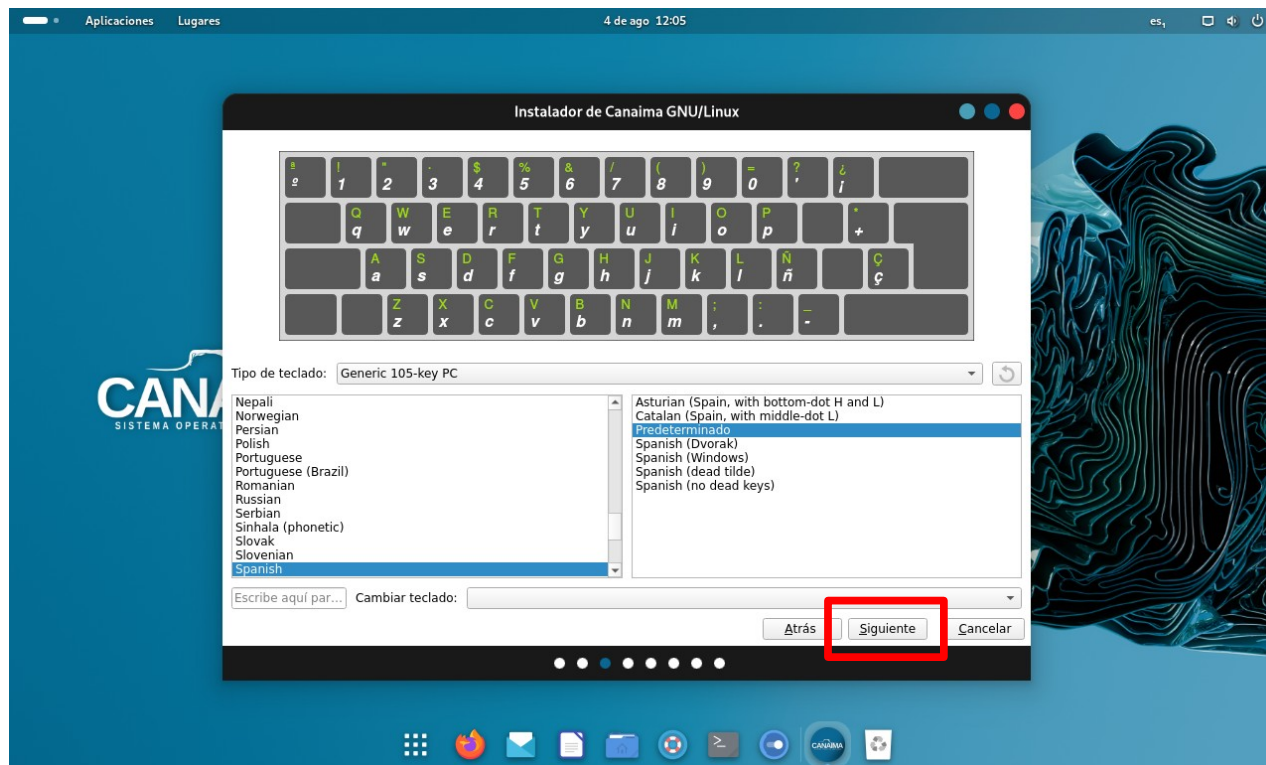 Aplicaciones Lugares 4 de ago 12:05 es₁
Instalador de Canaima GNU/Linux
ª ! " · $ % & / ( ) = ? ¿
º 1 2 3 4 5 6 7 8 9 0 ' ¡
Q W E R T Y U I O P *
q w e r t y u i o p +
A S D F G H J K L Ñ Ç
a s d f g h j k l ñ ç
Z X C V B N M ; : _
z x c v b n m , . -
Tipo de teclado: Generic 105-key PC
Nepali
Norwegian
Persian
Polish
Portuguese
Portuguese (Brazil)
Romanian
Russian
Serbian
Sinhala (phonetic)
Slovak
Slovenian
Spanish
Asturian (Spain, with bottom-dot H and L)
Catalan (Spain, with middle-dot L)
Predeterminado
Spanish (Dvorak)
Spanish (Windows)
Spanish (dead tilde)
Spanish (no dead keys)
Escribe aquí par... Cambiar teclado:
Atrás Siguiente Cancelar
CANA
SISTEMA OPERAT
>_
CANAIMA